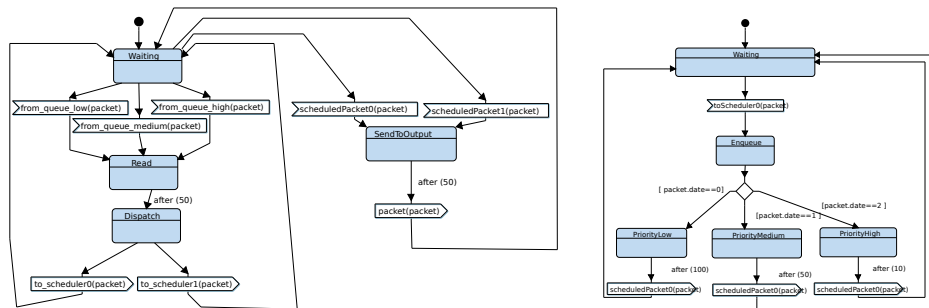 Waiting
from_queue_low(packet)
from_queue_high(packet)
from_queue_medium(packet)
Read
after (50)
Dispatch
to_scheduler0(packet)
to_scheduler1(packet)
scheduledPacket0(packet)
scheduledPacket1(packet)
SendToOutput
after (50)
packet(packet)
Waiting
toScheduler0(packet)
Enqueue
[ packet.date==0]
[packet.date==1 ]
[packet.date==2 ]
PriorityLow
PriorityMedium
PriorityHigh
after (100)
after (50)
after (10)
scheduledPacket0(packet)
scheduledPacket0(packet)
scheduledPacket0(packet)